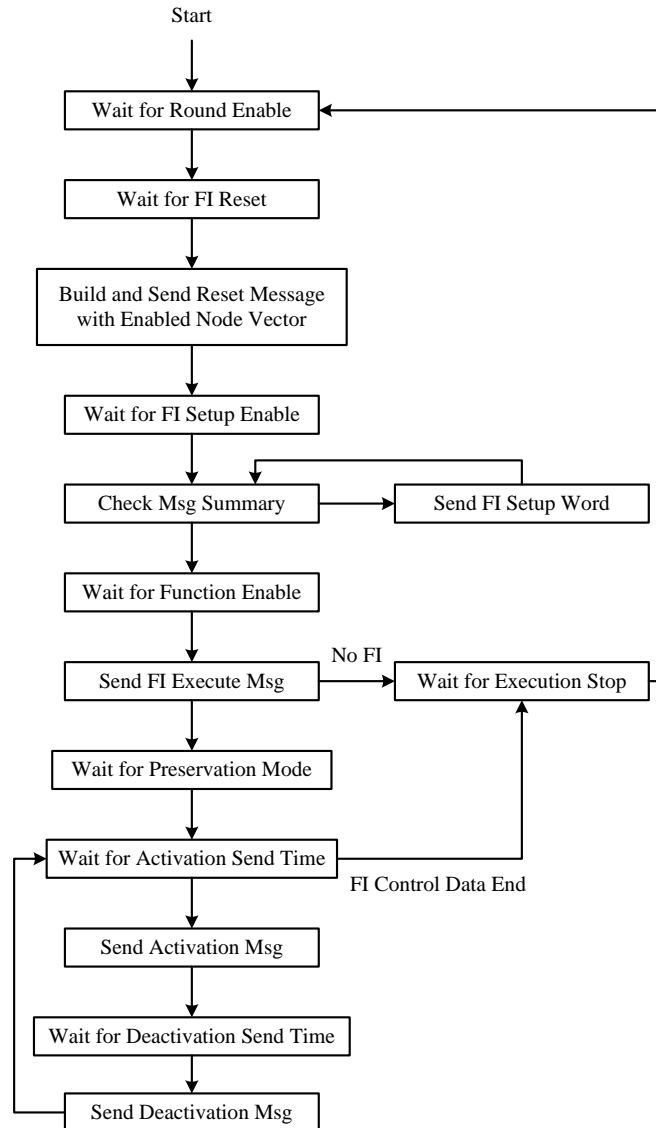 Start
Wait for Round Enable
Wait for FI Reset
Build and Send Reset Message
with Enabled Node Vector
Wait for FI Setup Enable
Check Msg Summary
Send FI Setup Word
Wait for Function Enable
No FI
Send FI Execute Msg
Wait for Execution Stop
Wait for Preservation Mode
Wait for Activation Send Time
FI Control Data End
Send Activation Msg
Wait for Deactivation Send Time
Send Deactivation Msg